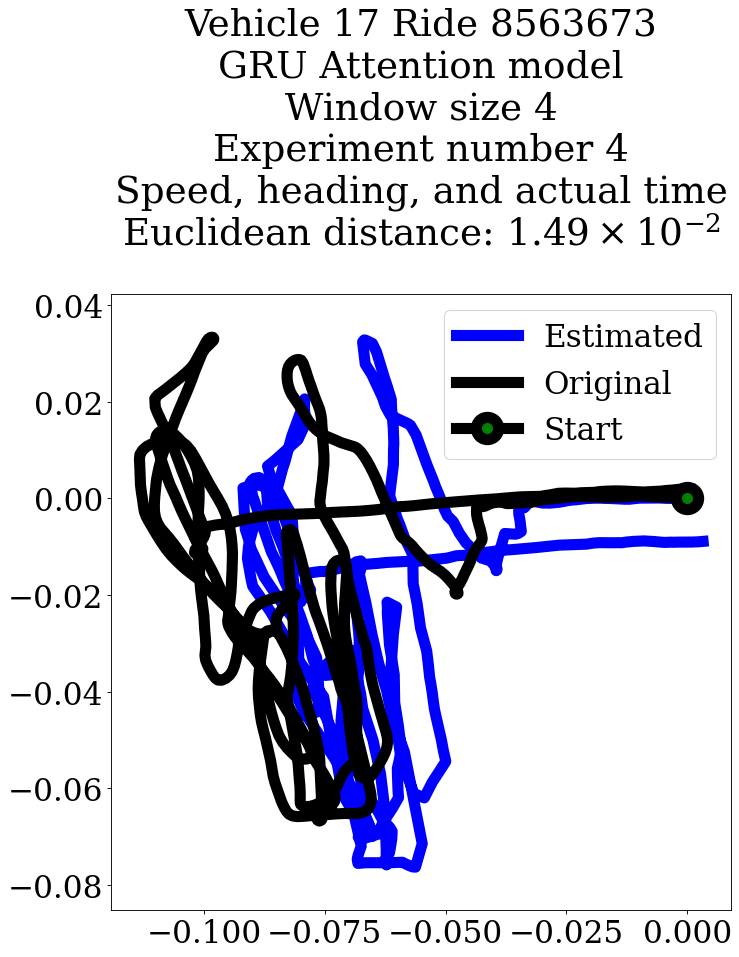 Vehicle 17 Ride 8563673
GRU Attention model
Window size 4
Experiment number 4
Speed, heading, and actual time
Euclidean distance: 1.49 × 10⁻²
0.04
0.02
0.00
−0.02
−0.04
−0.06
−0.08
Estimated
Original
Start
−0.100 −0.075 −0.050 −0.025 0.000